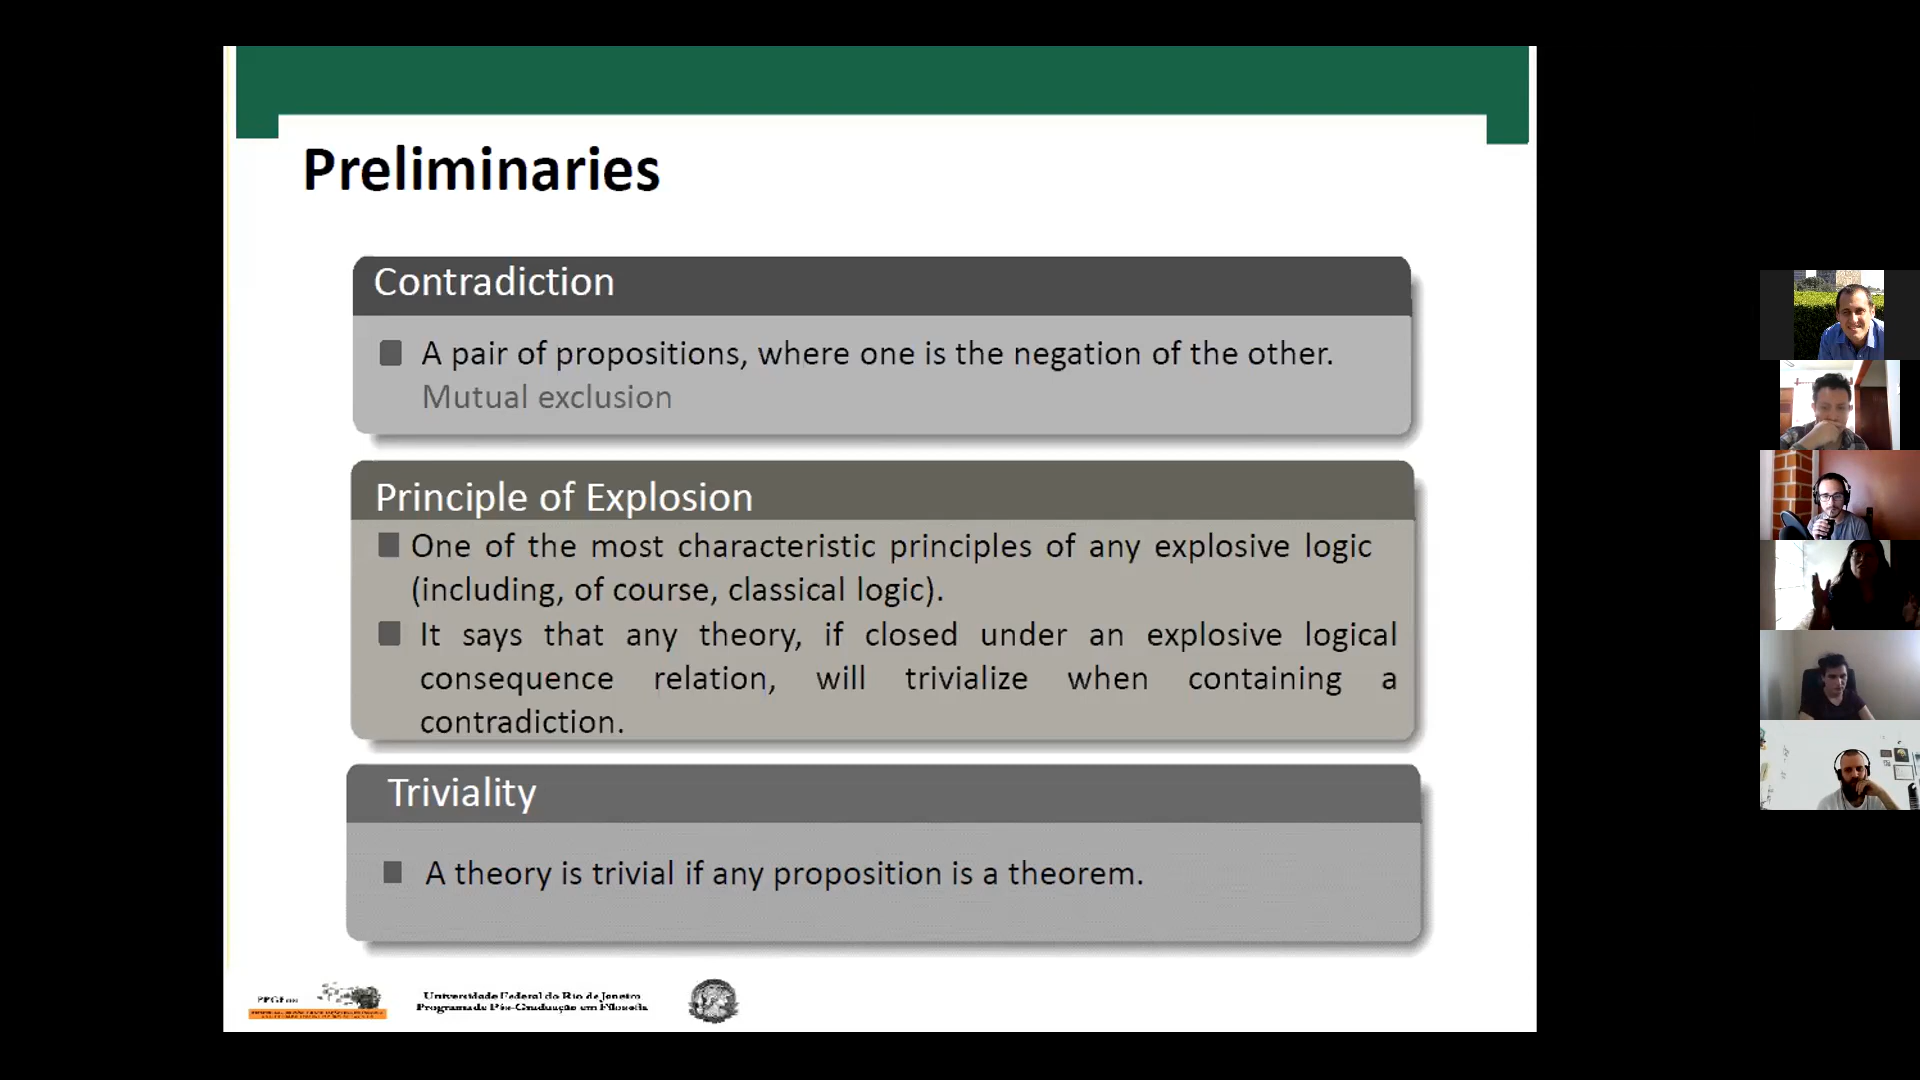 Preliminaries
Contradiction
A pair of propositions, where one is the negation of the other.
Mutual exclusion
Principle of Explosion
One of the most characteristic principles of any explosive logic
(including, of course, classical logic).
It says that any theory, if closed under an explosive logical
consequence relation, will trivialize when containing a
contradiction.
Triviality
A theory is trivial if any proposition is a theorem.
Universidade Federal do Rio de Janeiro
Programa de Pós-Graduação em Filosofia